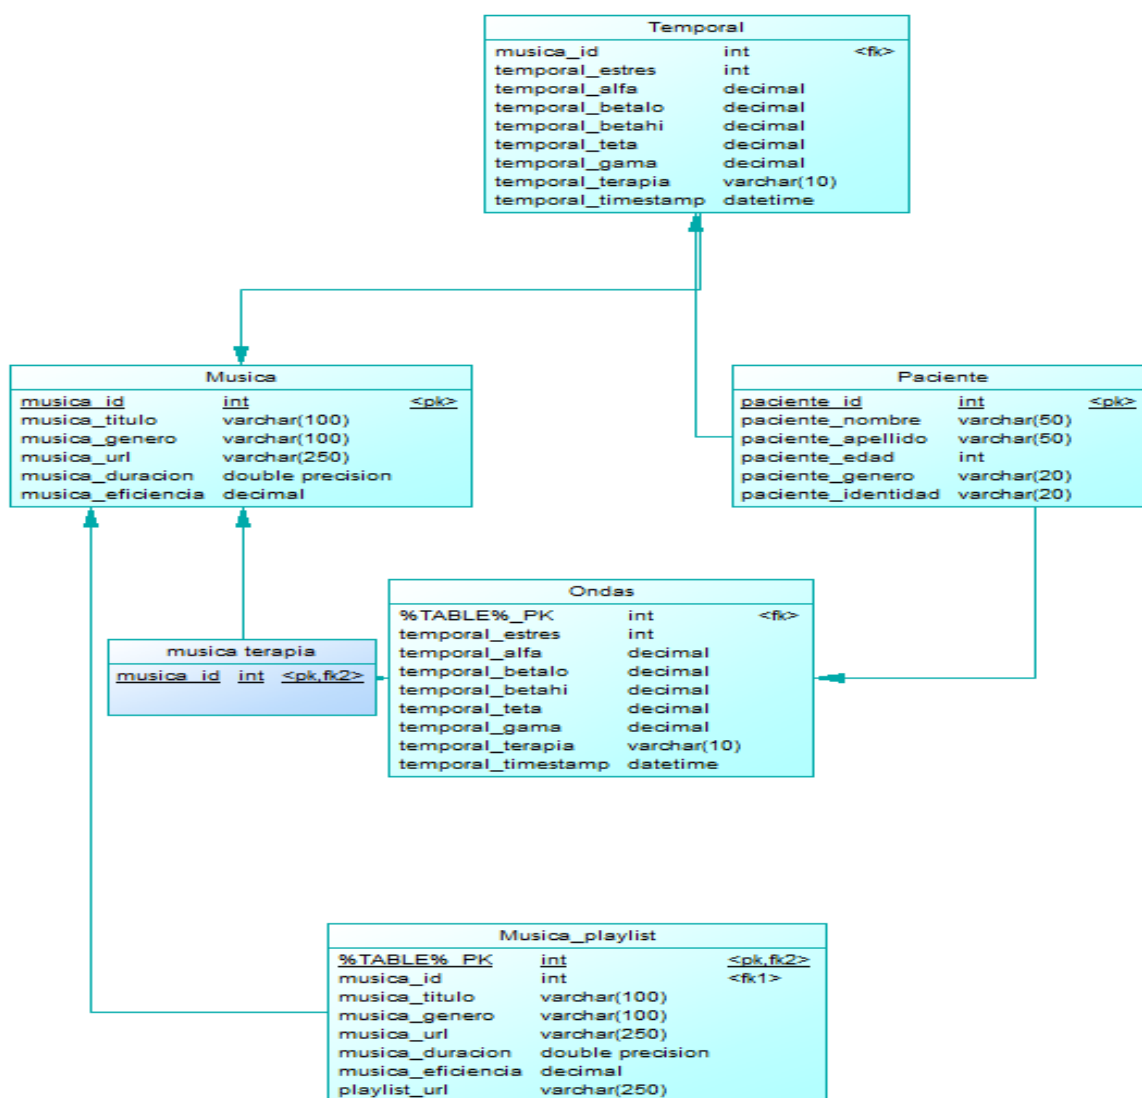 Temporal
musica_id int <fk>
temporal_estres int
temporal_alfa decimal
temporal_betalo decimal
temporal_betahi decimal
temporal_teta decimal
temporal_gama decimal
temporal_terapia varchar(10)
temporal_timestamp datetime
Musica
musica_id int <pk>
musica_titulo varchar(100)
musica_genero varchar(100)
musica_url varchar(250)
musica_duracion double precision
musica_eficiencia decimal
Paciente
paciente_id int <pk>
paciente_nombre varchar(50)
paciente_apellido varchar(50)
paciente_edad int
paciente_genero varchar(20)
paciente_identidad varchar(20)
Ondas
%TABLE%_PK int <fk>
temporal_estres int
temporal_alfa decimal
temporal_betalo decimal
temporal_betahi decimal
temporal_teta decimal
temporal_gama decimal
temporal_terapia varchar(10)
temporal_timestamp datetime
musica terapia
musica_id int <pk,fk2>
Musica_playlist
%TABLE%_PK int <pk,fk2>
musica_id int <fk1>
musica_titulo varchar(100)
musica_genero varchar(100)
musica_url varchar(250)
musica_duracion double precision
musica_eficiencia decimal
playlist_url varchar(250)